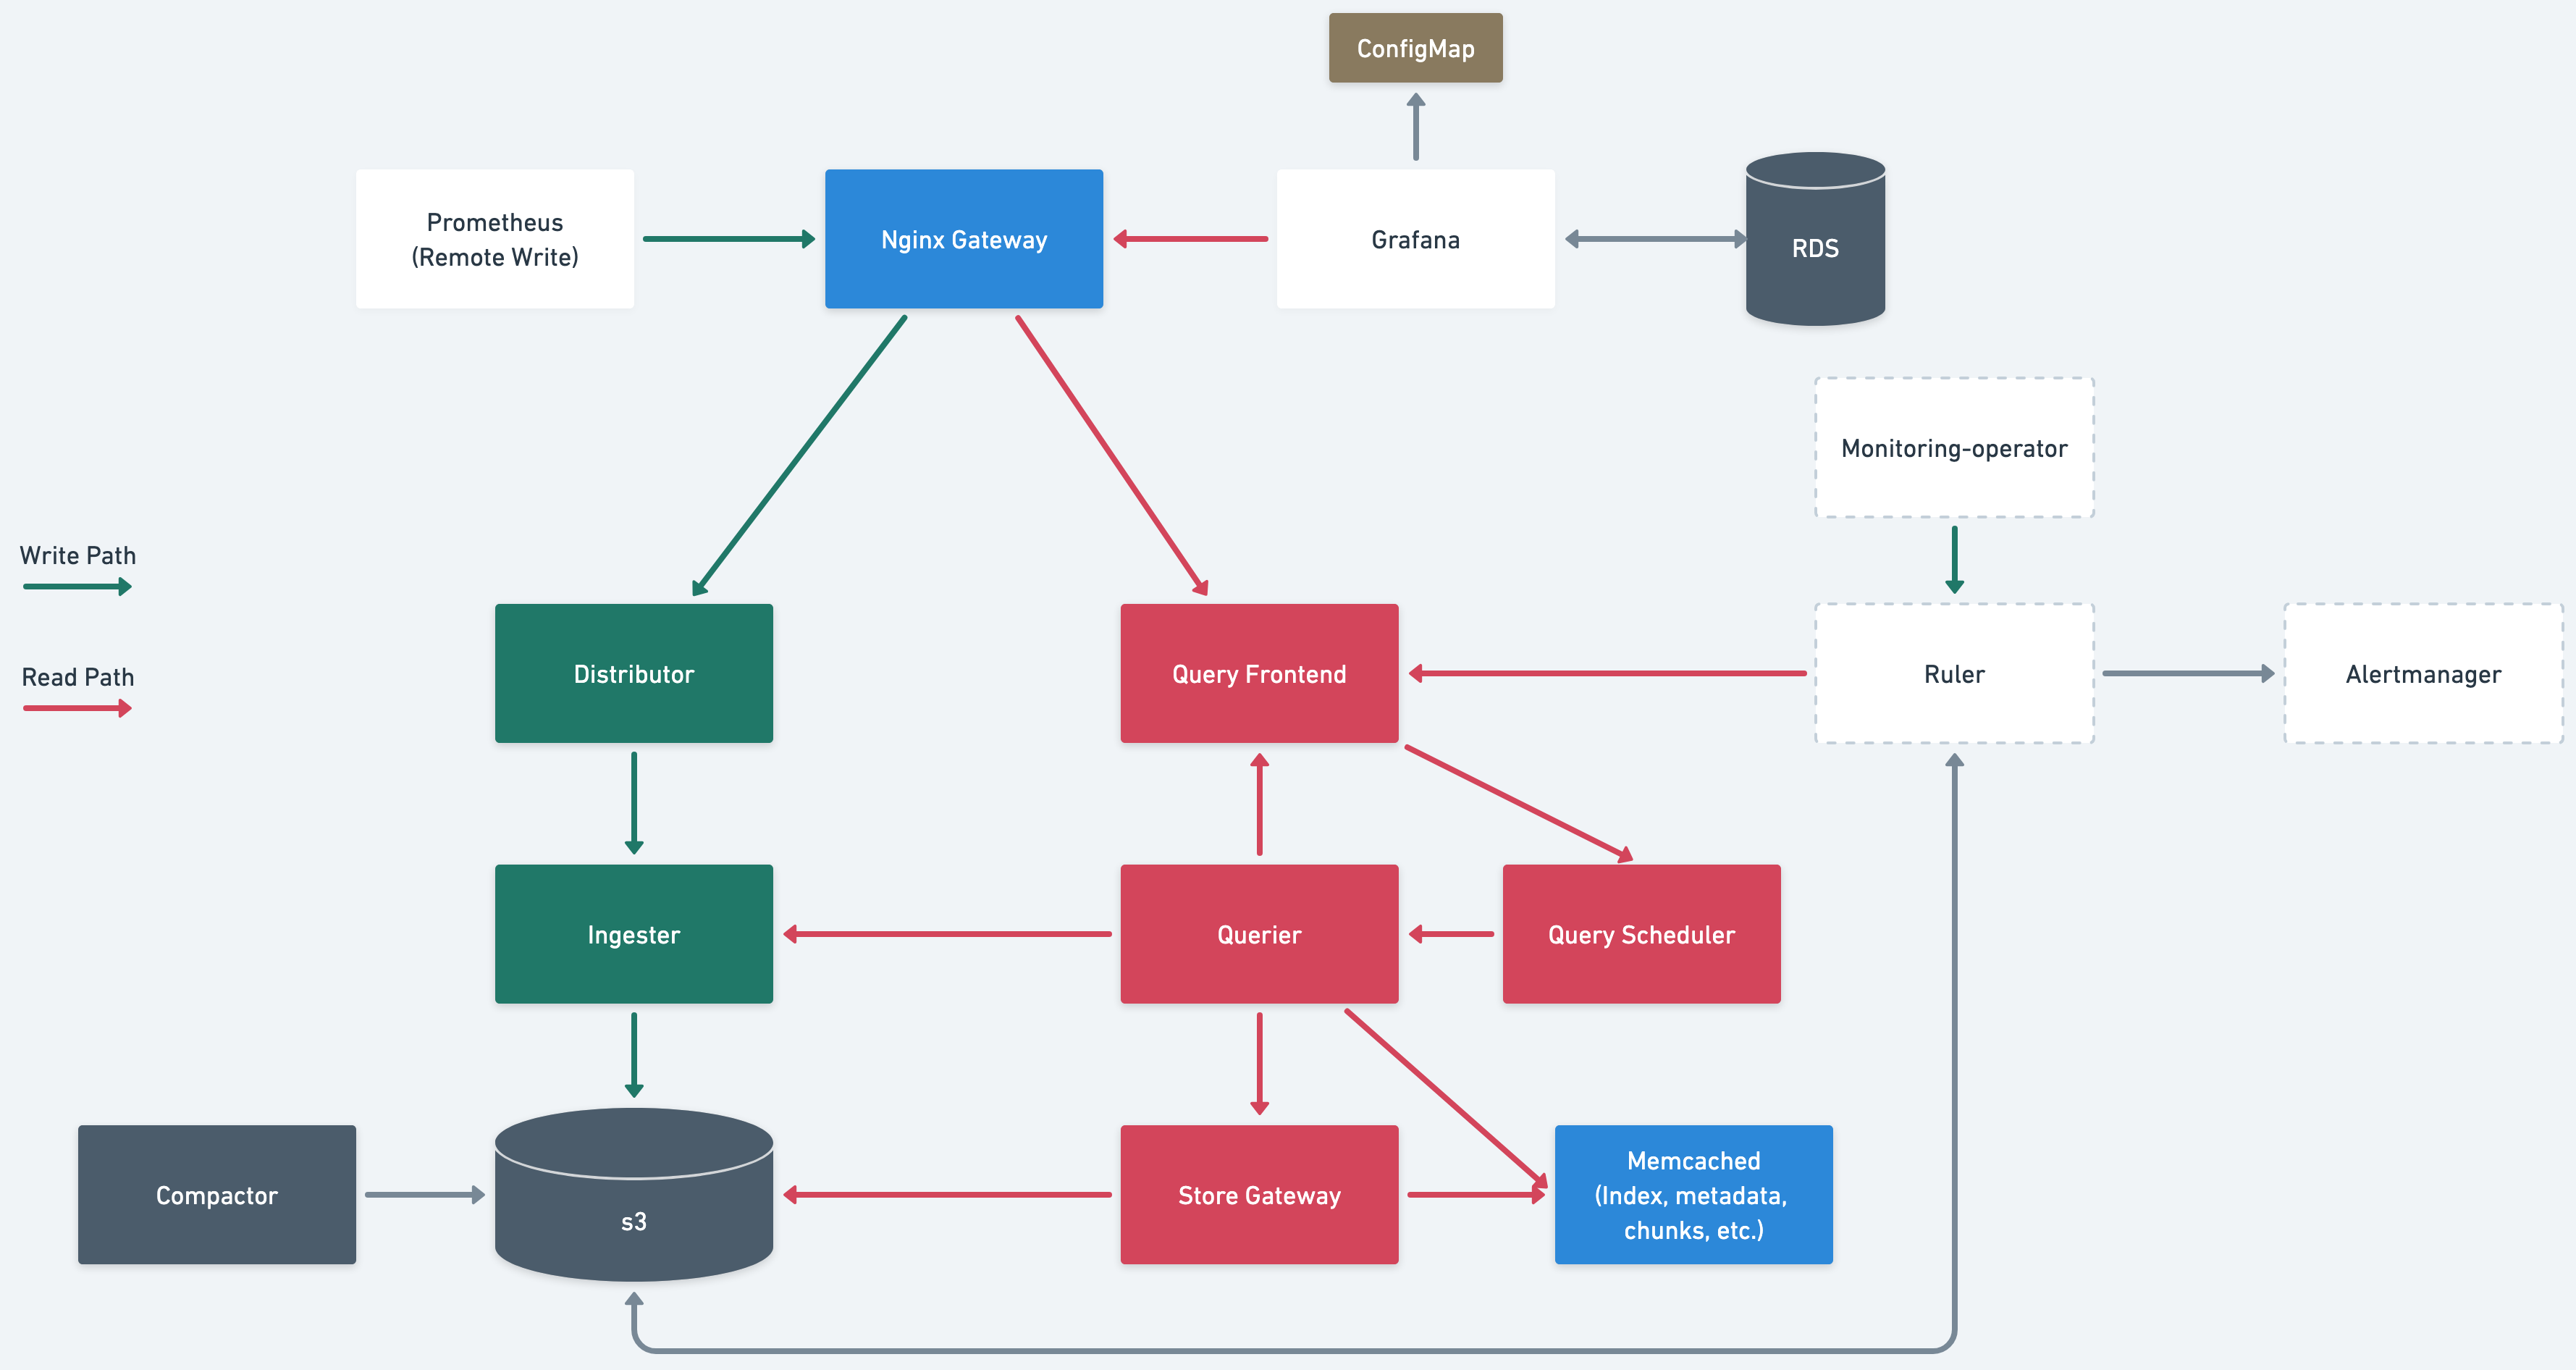 ConfigMap
Prometheus
(Remote Write)
Nginx Gateway
Grafana
RDS
Monitoring-operator
Write Path
Read Path
Distributor
Query Frontend
Ruler
Alertmanager
Ingester
Querier
Query Scheduler
Compactor
s3
Store Gateway
Memcached
(Index, metadata,
chunks, etc.)